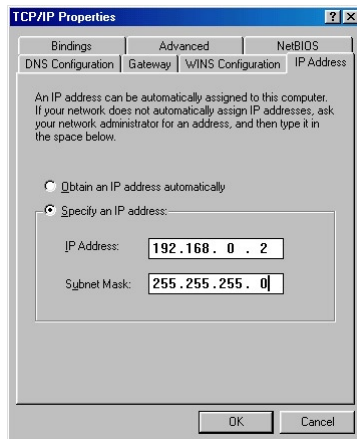 TCP/IP Properties
Bindings Advanced NetBIOS
DNS Configuration Gateway WINS Configuration IP Address
An IP address can be automatically assigned to this computer.
If your network does not automatically assign IP addresses, ask
your network administrator for an address, and then type it in
the space below.
Obtain an IP address automatically
Specify an IP address:
IP Address: 192.168. 0 . 2
Subnet Mask: 255.255.255. 0
OK Cancel